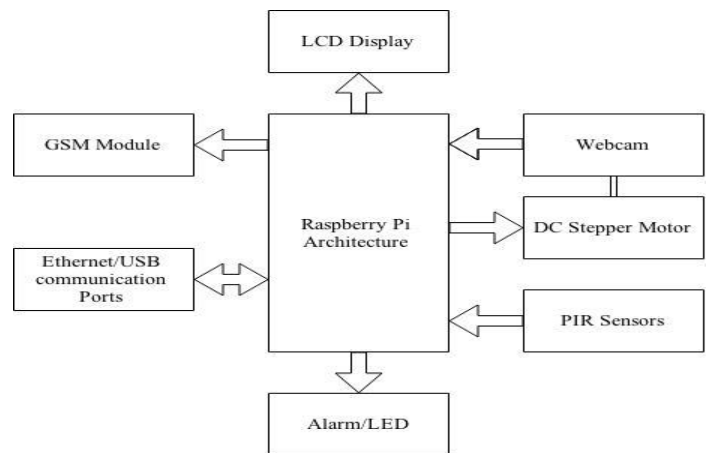 LCD Display
GSM Module
Webcam
Raspberry Pi
Architecture
DC Stepper Motor
Ethernet/USB
communication
Ports
PIR Sensors
Alarm/LED